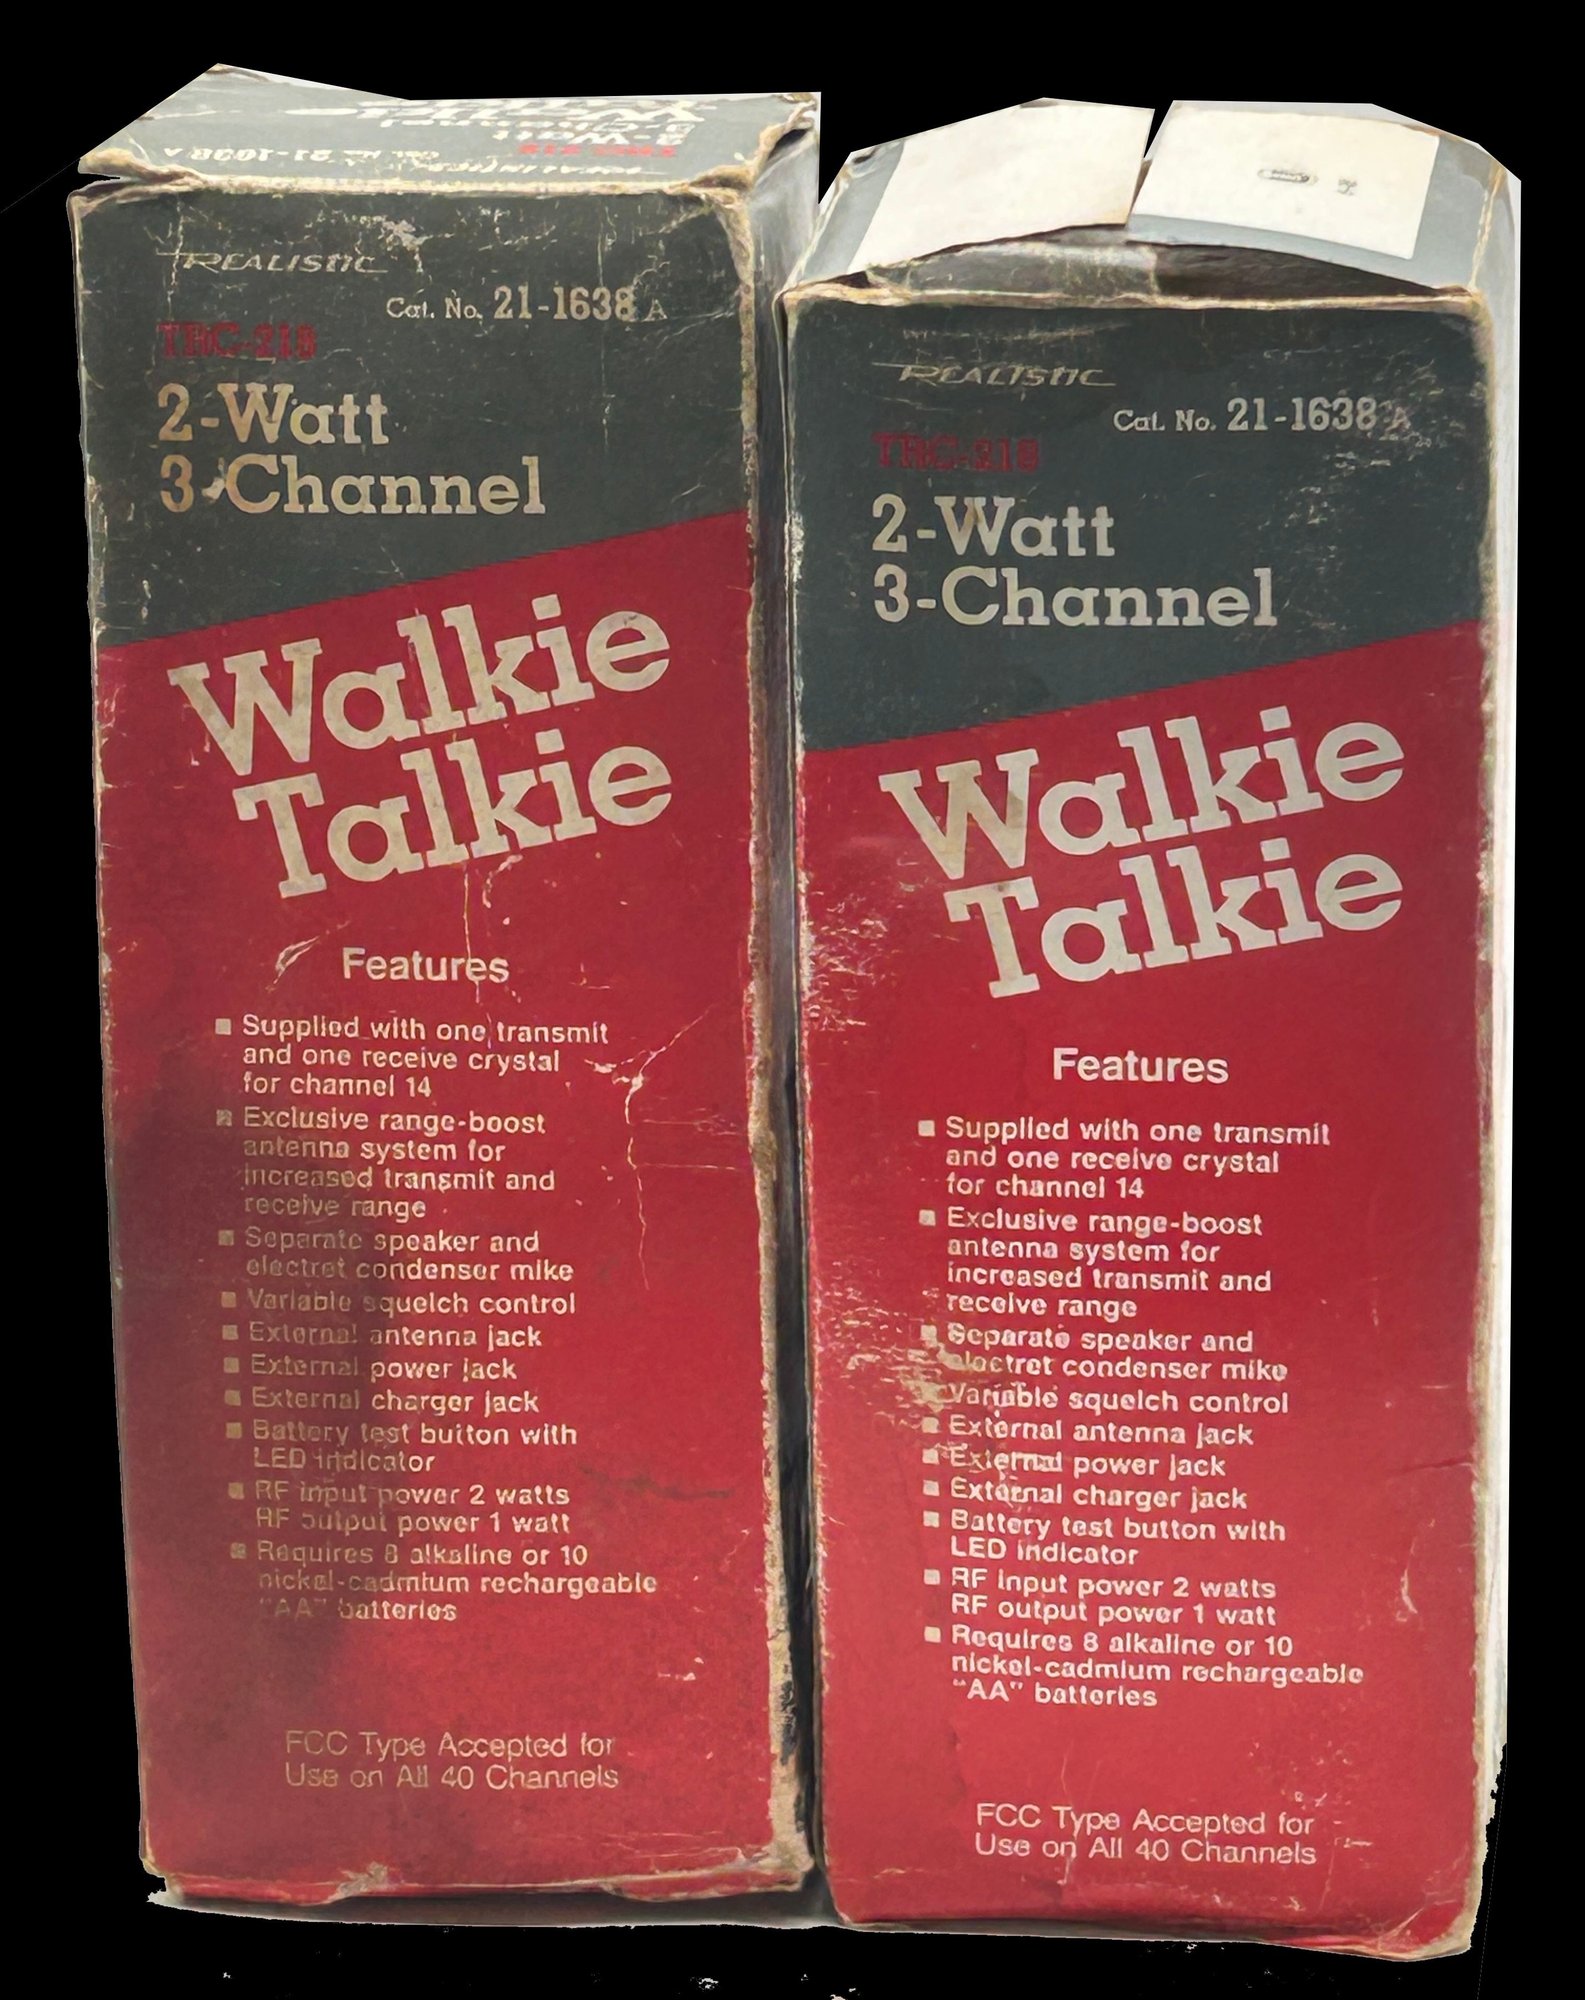 REALISTIC
Cat. No. 21-1638 A
TRC-218
2-Watt
3-Channel
Walkie
Talkie
Features
■ Supplied with one transmit
and one receive crystal
for channel 14
■ Exclusive range-boost
antenna system for
increased transmit and
receive range
■ Separate speaker and
electret condenser mike
■ Variable squelch control
■ External antenna jack
■ External power jack
■ External charger jack
■ Battery test button with
LED indicator
■ RF input power 2 watts
RF output power 1 watt
■ Requires 8 alkaline or 10
nickel-cadmium rechargeable
"AA" batteries
FCC Type Accepted for
Use on All 40 Channels
REALISTIC
Cat. No. 21-1638 A
TRC-218
2-Watt
3-Channel
Walkie
Talkie
Features
■ Supplied with one transmit
and one receive crystal
for channel 14
■ Exclusive range-boost
antenna system for
increased transmit and
receive range
■ Separate speaker and
electret condenser mike
■ Variable squelch control
■ External antenna jack
■ External power jack
■ External charger jack
■ Battery test button with
LED indicator
■ RF input power 2 watts
RF output power 1 watt
■ Requires 8 alkaline or 10
nickel-cadmium rechargeable
"AA" batteries
FCC Type Accepted for
Use on All 40 Channels